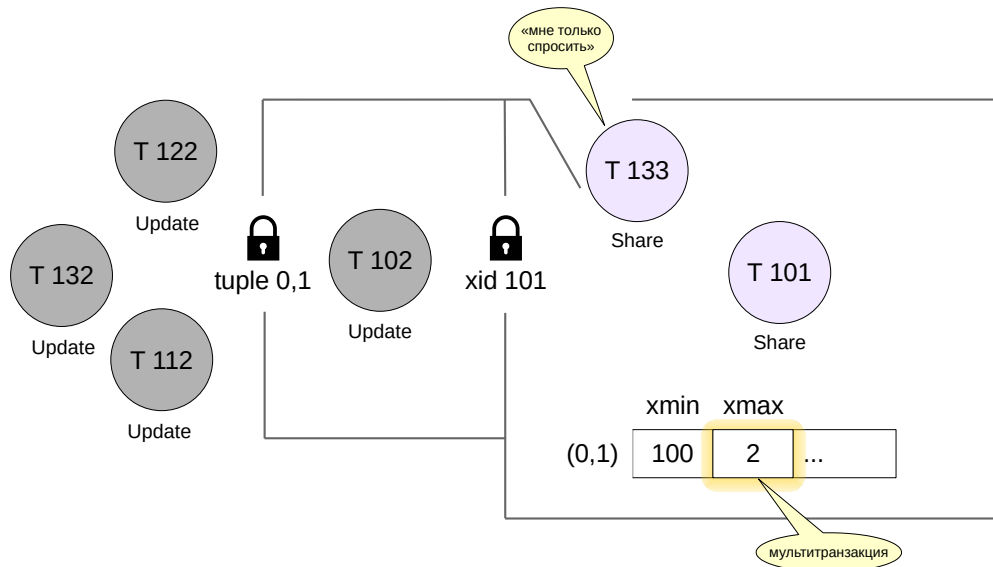 «мне только
спросить»
T 122
Update
T 133
Share
T 132
Update
tuple 0,1
T 102
Update
xid 101
T 101
Share
T 112
Update
xmin xmax
(0,1) 100 2 ...
мультитранзакция